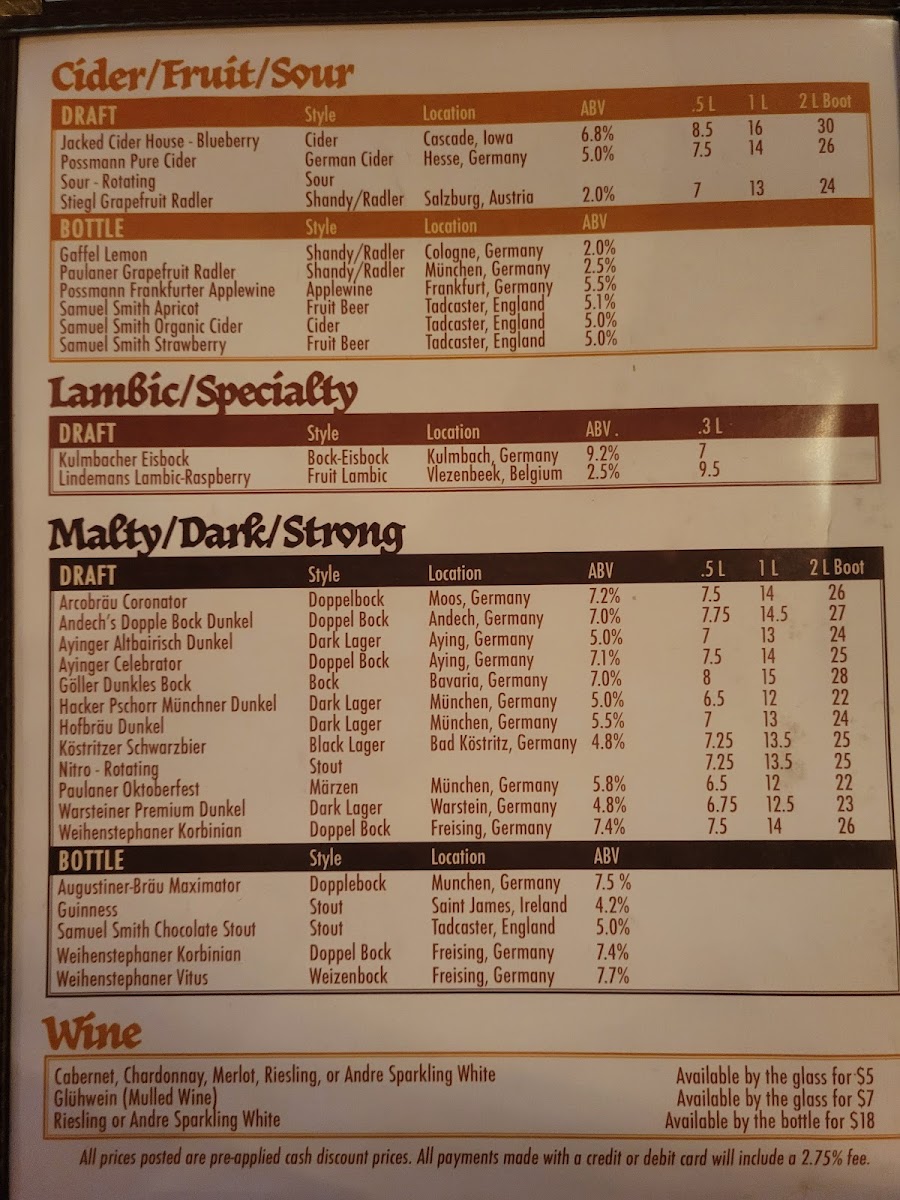 Cider/Fruit/Sour
DRAFT Style Location ABV .5 L 1 L 2 L Boot
Jacked Cider House - Blueberry Cider Cascade, Iowa 6.8% 8.5 16 30
Possmann Pure Cider German Cider Hesse, Germany 5.0% 7.5 14 26
Sour - Rotating Sour
Stiegl Grapefruit Radler Shandy/Radler Salzburg, Austria 2.0% 7 13 24
BOTTLE Style Location ABV
Gaffel Lemon Shandy/Radler Cologne, Germany 2.0%
Paulaner Grapefruit Radler Shandy/Radler München, Germany 2.5%
Possmann Frankfurter Applewine Applewine Frankfurt, Germany 5.5%
Samuel Smith Apricot Fruit Beer Tadcaster, England 5.1%
Samuel Smith Organic Cider Cider Tadcaster, England 5.0%
Samuel Smith Strawberry Fruit Beer Tadcaster, England 5.0%
Lambic/Specialty
DRAFT Style Location ABV . .3 L
Kulmbacher Eisbock Bock-Eisbock Kulmbach, Germany 9.2% 7
Lindemans Lambic-Raspberry Fruit Lambic Vlezenbeek, Belgium 2.5% 9.5
Malty/Dark/Strong
DRAFT Style Location ABV .5 L 1 L 2 L Boot
Arcobräu Coronator Doppelbock Moos, Germany 7.2% 7.5 14 26
Andech's Dopple Bock Dunkel Doppel Bock Andech, Germany 7.0% 7.75 14.5 27
Ayinger Altbairisch Dunkel Dark Lager Aying, Germany 5.0% 7 13 24
Ayinger Celebrator Doppel Bock Aying, Germany 7.1% 7.5 14 25
Göller Dunkles Bock Bock Bavaria, Germany 7.0% 8 15 28
Hacker Pschorr Münchner Dunkel Dark Lager München, Germany 5.0% 6.5 12 22
Hofbräu Dunkel Dark Lager München, Germany 5.5% 7 13 24
Köstritzer Schwarzbier Black Lager Bad Köstritz, Germany 4.8% 7.25 13.5 25
Nitro - Rotating Stout 7.25 13.5 25
Paulaner Oktoberfest Märzen München, Germany 5.8% 6.5 12 22
Warsteiner Premium Dunkel Dark Lager Warstein, Germany 4.8% 6.75 12.5 23
Weihenstephaner Korbinian Doppel Bock Freising, Germany 7.4% 7.5 14 26
BOTTLE Style Location ABV
Augustiner-Bräu Maximator Dopplebock Munchen, Germany 7.5 %
Guinness Stout Saint James, Ireland 4.2%
Samuel Smith Chocolate Stout Stout Tadcaster, England 5.0%
Weihenstephaner Korbinian Doppel Bock Freising, Germany 7.4%
Weihenstephaner Vitus Weizenbock Freising, Germany 7.7%
Wine
Cabernet, Chardonnay, Merlot, Riesling, or Andre Sparkling White Available by the glass for $5
Glühwein (Mulled Wine) Available by the glass for $7
Riesling or Andre Sparkling White Available by the bottle for $18
All prices posted are pre-applied cash discount prices. All payments made with a credit or debit card will include a 2.75% fee.